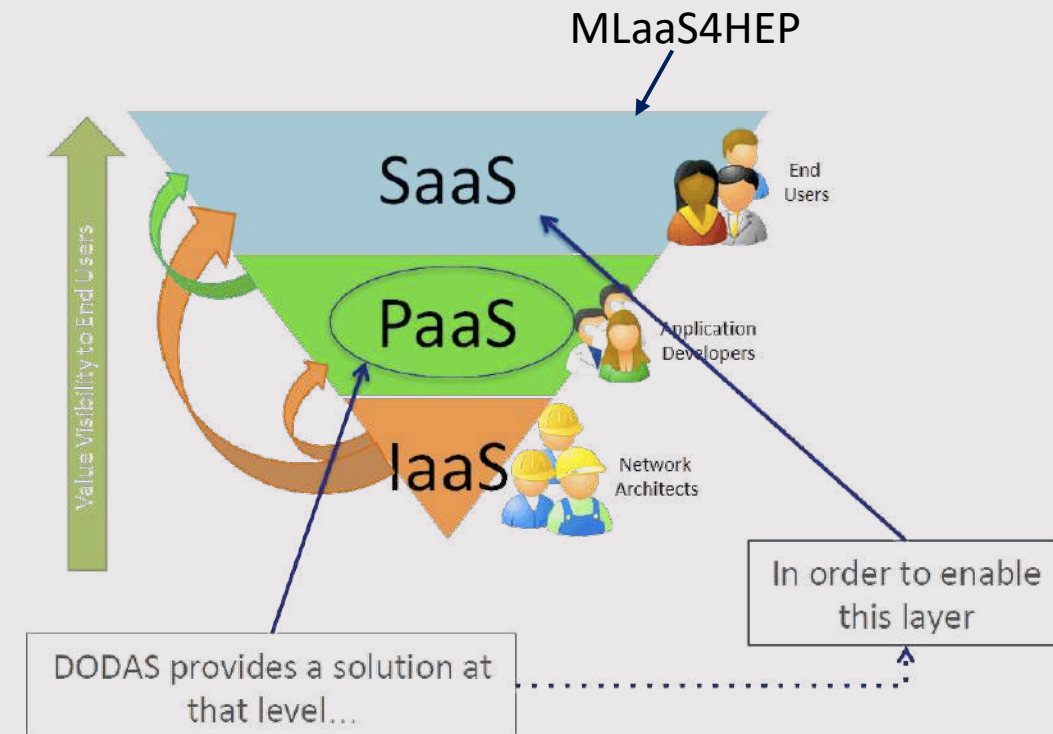 MLaaS4HEP
SaaS
End
Users
Value Visibility to End Users
PaaS
Application
Developers
IaaS
Network
Architects
In order to enable
this layer
DODAS provides a solution at
that level...